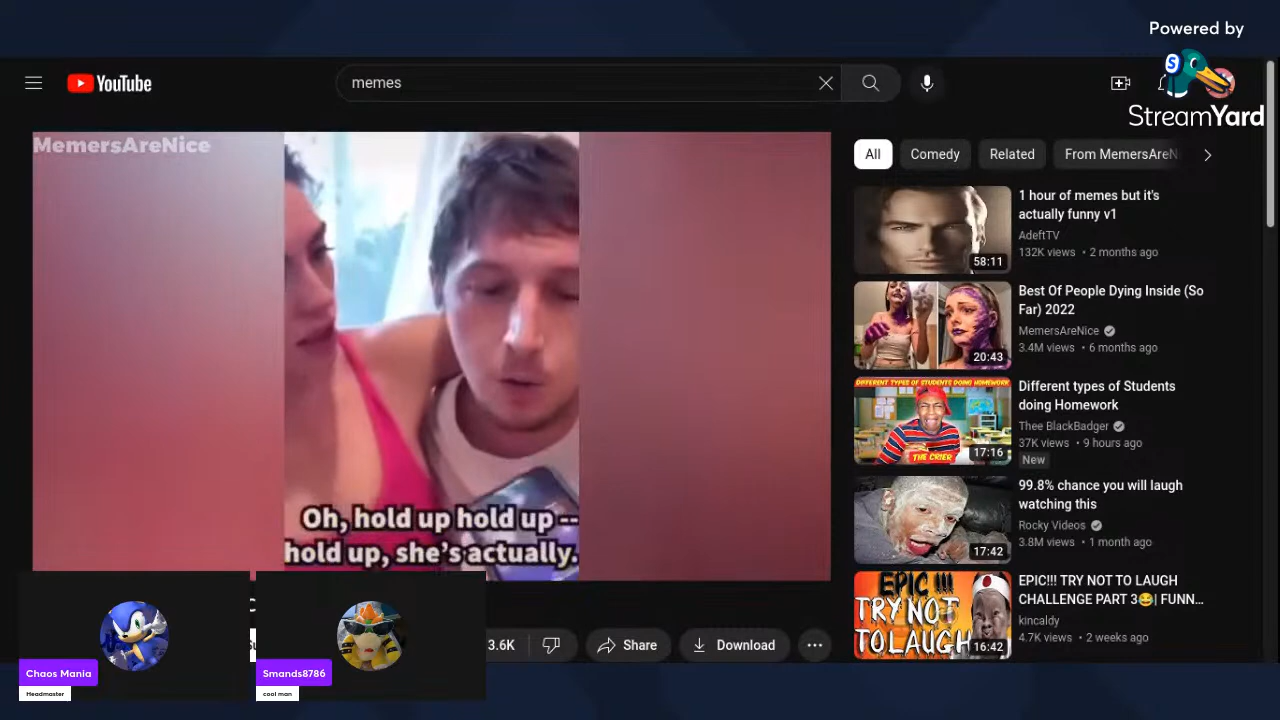 Powered by
StreamYard
YouTube
memes
MemersAreNice
Oh, hold up hold up --
hold up, she's actually.
All
Comedy
Related
From MemersAreN
1 hour of memes but it's
actually funny v1
AdeftTV
132K views • 2 months ago
58:11
Best Of People Dying Inside (So
Far) 2022
MemersAreNice
3.4M views • 6 months ago
20:43
DIFFERENT TYPES OF STUDENTS DOING HOMEWORK
THE CRIER
17:16
Different types of Students
doing Homework
Thee BlackBadger
37K views • 9 hours ago
New
99.8% chance you will laugh
watching this
Rocky Videos
3.8M views • 1 month ago
17:42
EPIC!!!
TRY NOT
TO LAUGH
16:42
EPIC!!! TRY NOT TO LAUGH
CHALLENGE PART 3😂| FUNN...
kincaldy
4.7K views • 2 weeks ago
3.6K
Share
Download
Chaos Mania
Headmaster
Smands8786
cool man